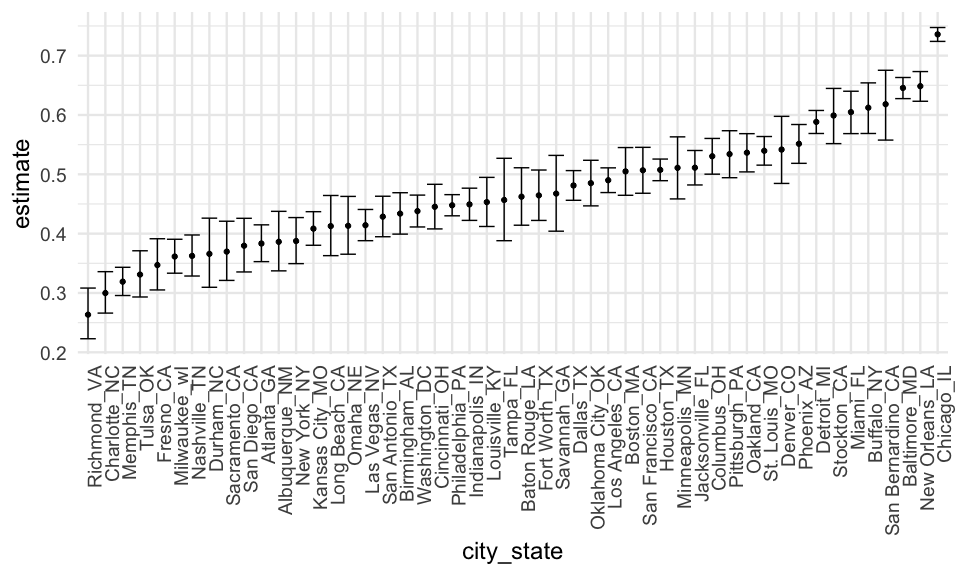 estimate
0.7
0.6
0.5
0.4
0.3
0.2
Richmond_VA
Charlotte_NC
Memphis_TN
Tulsa_OK
Fresno_CA
Milwaukee_wI
Nashville_TN
Durham_NC
Sacramento_CA
San Diego_CA
Atlanta_GA
Albuquerque_NM
New York_NY
Kansas City_MO
Long Beach_CA
Omaha_NE
Las Vegas_NV
San Antonio_TX
Birmingham_AL
Washington_DC
Cincinnati_OH
Philadelphia_PA
Indianapolis_IN
Louisville_KY
Tampa_FL
Baton Rouge_LA
Fort Worth_TX
Savannah_GA
Dallas_TX
Oklahoma City_OK
Los Angeles_CA
Boston_MA
San Francisco_CA
Houston_TX
Minneapolis_MN
Jacksonville_FL
Columbus_OH
Pittsburgh_PA
Oakland_CA
St. Louis_MO
Denver_CO
Phoenix_AZ
Detroit_MI
Stockton_CA
Miami_FL
Buffalo_NY
San Bernardino_CA
Baltimore_MD
New Orleans_LA
Chicago_IL
city_state